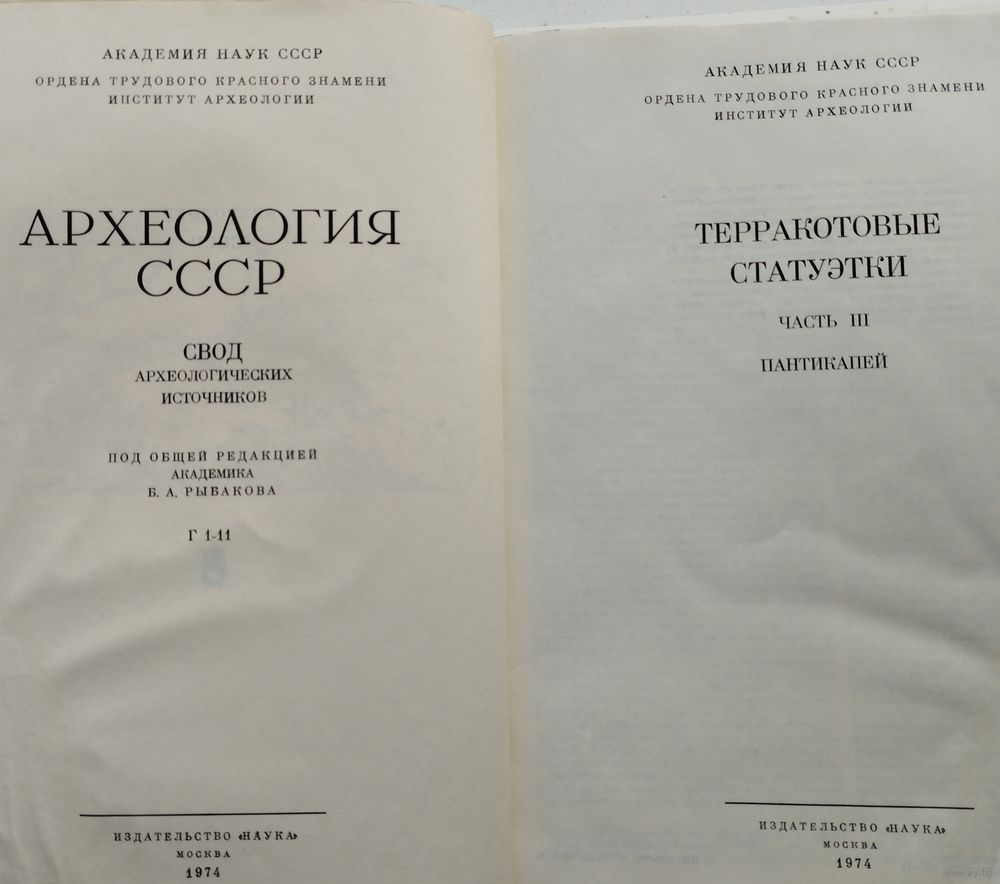 АКАДЕМИЯ НАУК СССР
ОРДЕНА ТРУДОВОГО КРАСНОГО ЗНАМЕНИ
ИНСТИТУТ АРХЕОЛОГИИ
АРХЕОЛОГИЯ
СССР
СВОД
АРХЕОЛОГИЧЕСКИХ
ИСТОЧНИКОВ
ПОД ОБЩЕЙ РЕДАКЦИЕЙ
АКАДЕМИКА
Б. А. РЫБАКОВА
Г 1-11
ИЗДАТЕЛЬСТВО «НАУКА»
МОСКВА
1974
АКАДЕМИЯ НАУК СССР
ОРДЕНА ТРУДОВОГО КРАСНОГО ЗНАМЕНИ
ИНСТИТУТ АРХЕОЛОГИИ
ТЕРРАКОТОВЫЕ
СТАТУЭТКИ
ЧАСТЬ III
ПАНТИКАПЕЙ
ИЗДАТЕЛЬСТВО «НАУКА»
МОСКВА
1974